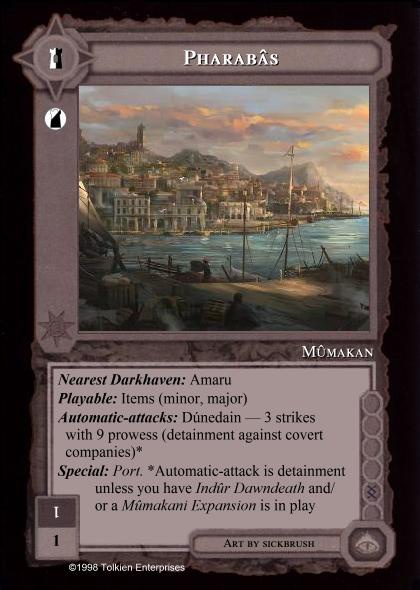 PHARABÂS
MÛMAKAN
Nearest Darkhaven: Amaru
Playable: Items (minor, major)
Automatic-attacks: Dúnedain — 3 strikes
with 9 prowess (detainment against covert
companies)*
Special: Port. *Automatic-attack is detainment
unless you have Indûr Dawndeath and/
or a Mûmakani Expansion is in play
1
1
ART BY SICKBRUSH
©1998 Tolkien Enterprises